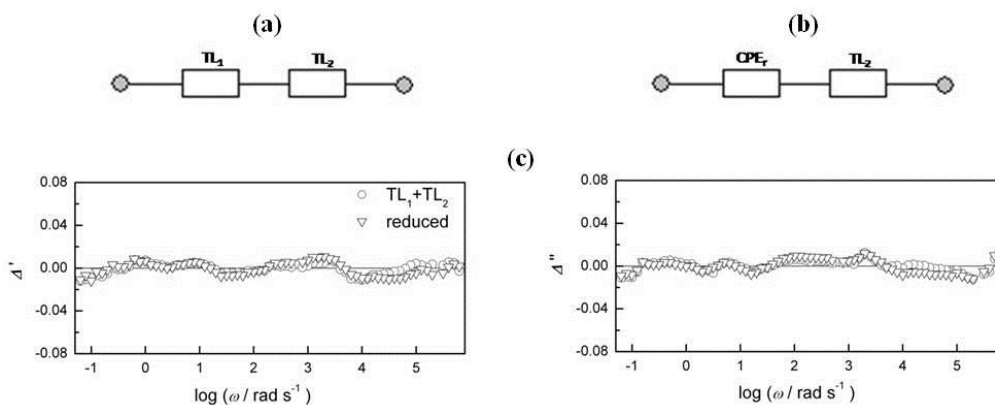 (a)
(b)
TL1
TL2
CPEr
TL2
(c)
0.08
0.04
0.00
-0.04
-0.08
Δ'
TL1+TL2
reduced
-1 0 1 2 3 4 5
log (ω / rad s-1)
0.08
0.04
0.00
-0.04
-0.08
Δ"
-1 0 1 2 3 4 5
log (ω / rad s-1)